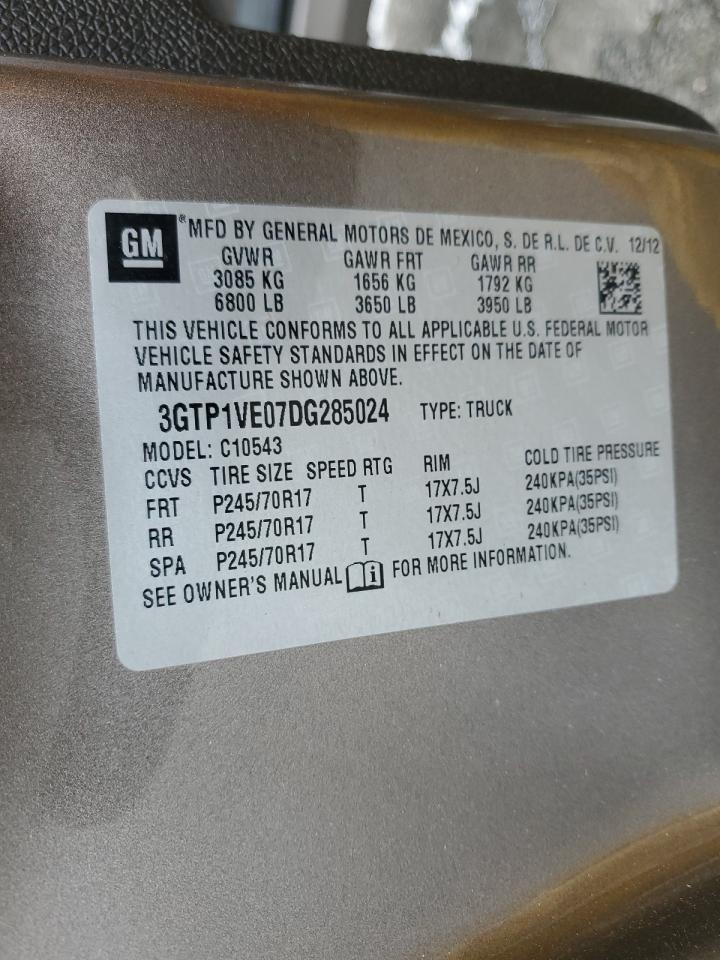 GM ® MFD BY GENERAL MOTORS DE MEXICO, S. DE R.L. DE C.V. 12/12
GVWR GAWR FRT GAWR RR
3085 KG 1656 KG 1792 KG
6800 LB 3650 LB 3950 LB
THIS VEHICLE CONFORMS TO ALL APPLICABLE U.S. FEDERAL MOTOR
VEHICLE SAFETY STANDARDS IN EFFECT ON THE DATE OF
MANUFACTURE SHOWN ABOVE.
3GTP1VE07DG285024 TYPE: TRUCK
MODEL: C10543
CCVS TIRE SIZE SPEED RTG RIM COLD TIRE PRESSURE
FRT P245/70R17 T 17X7.5J 240KPA(35PSI)
RR P245/70R17 T 17X7.5J 240KPA(35PSI)
SPA P245/70R17 T 17X7.5J 240KPA(35PSI)
SEE OWNER'S MANUAL i FOR MORE INFORMATION.